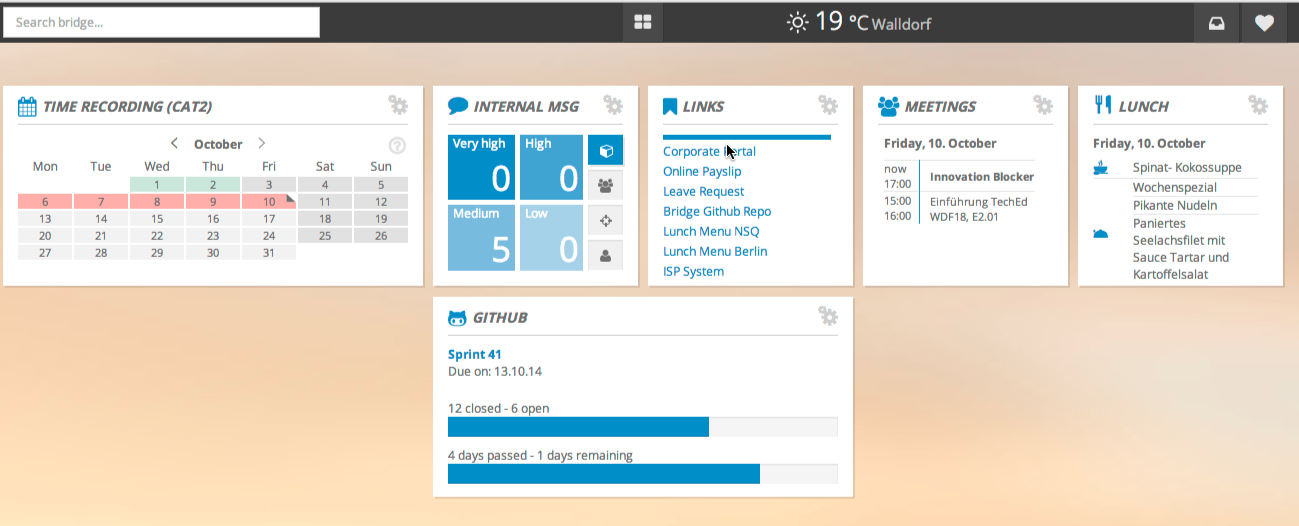 Search bridge...
19 °C Walldorf
TIME RECORDING (CAT2)
October
?
Mon Tue Wed Thu Fri Sat Sun
1 2 3 4 5
6 7 8 9 10 11 12
13 14 15 16 17 18 19
20 21 22 23 24 25 26
27 28 29 30 31
INTERNAL MSG
Very high High
0 0
Medium Low
5 0
LINKS
Corporate
Online Payslip
Leave Request
Bridge Github Repo
Lunch Menu NSQ
Lunch Menu Berlin
ISP System
MEETINGS
Friday, 10. October
now
17:00
Innovation Blocker
15:00 Einführung TechEd
16:00 WDF18, E2.01
LUNCH
Friday, 10. October
Spinat- Kokossuppe
Wochenspezial
Pikante Nudeln
Paniertes
Seelachsfilet mit
Sauce Tartar und
Kartoffelsalat
GITHUB
Sprint 41
Due on: 13.10.14
12 closed - 6 open
4 days passed - 1 days remaining